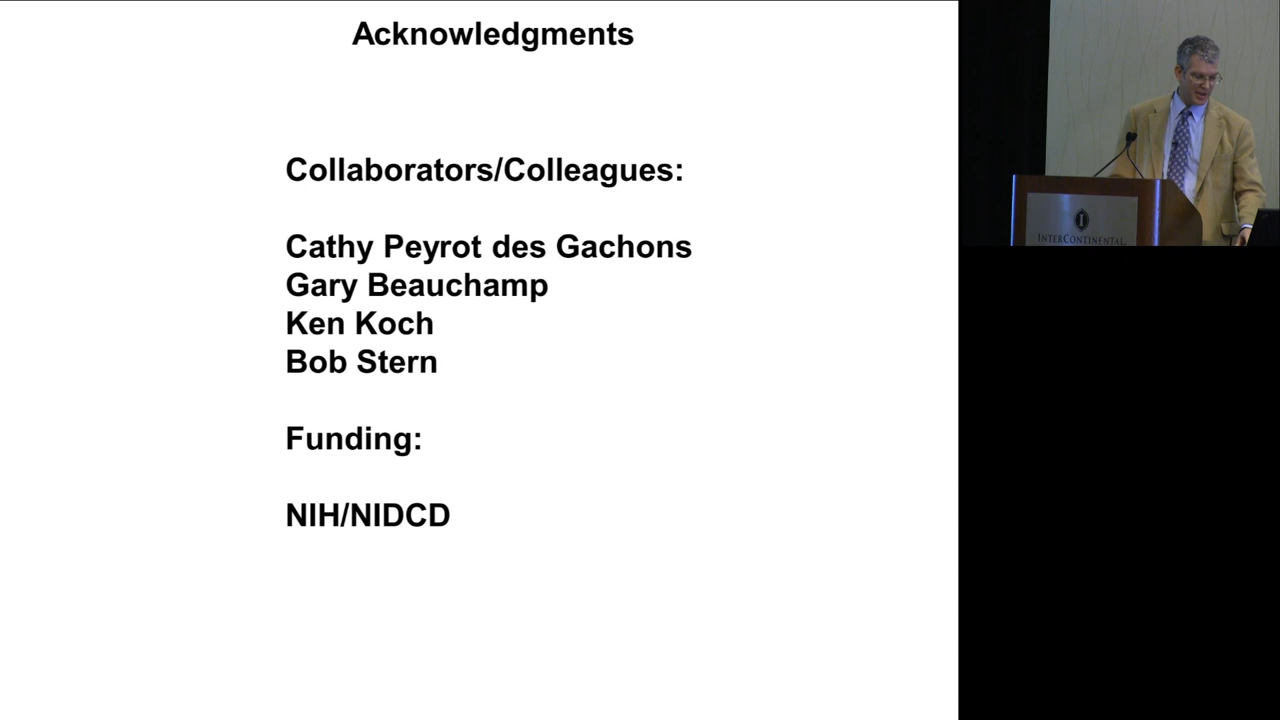 Acknowledgments
Collaborators/Colleagues:
Cathy Peyrot des Gachons
Gary Beauchamp
Ken Koch
Bob Stern
Funding:
NIH/NIDCD
INTERCONTINENTAL